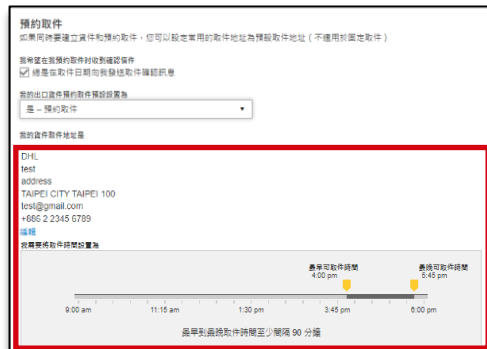 預約取件
如果同時要建立貨件和預約取件，您可以設定常用的取件地址為預設取件地址（不適用於固定取件）
我希望在我預約取件时收到確認信件
總是在取件日期向我發送取件確認訊息
我的出口貨件預約取件預設設置為
是 – 預約取件
我的貨件取件地址是
DHL
test
address
TAIPEI CITY TAIPEI 100
test@gmail.com
+886 2 2345 6789
編輯
我需要將取件時間設置為
最早可取件時間 最晚可取件時間
4:00 pm 5:45 pm
9:00 am 11:15 am 1:30 pm 3:45 pm 6:00 pm
最早到最晚取件時間至少間隔 90 分鐘